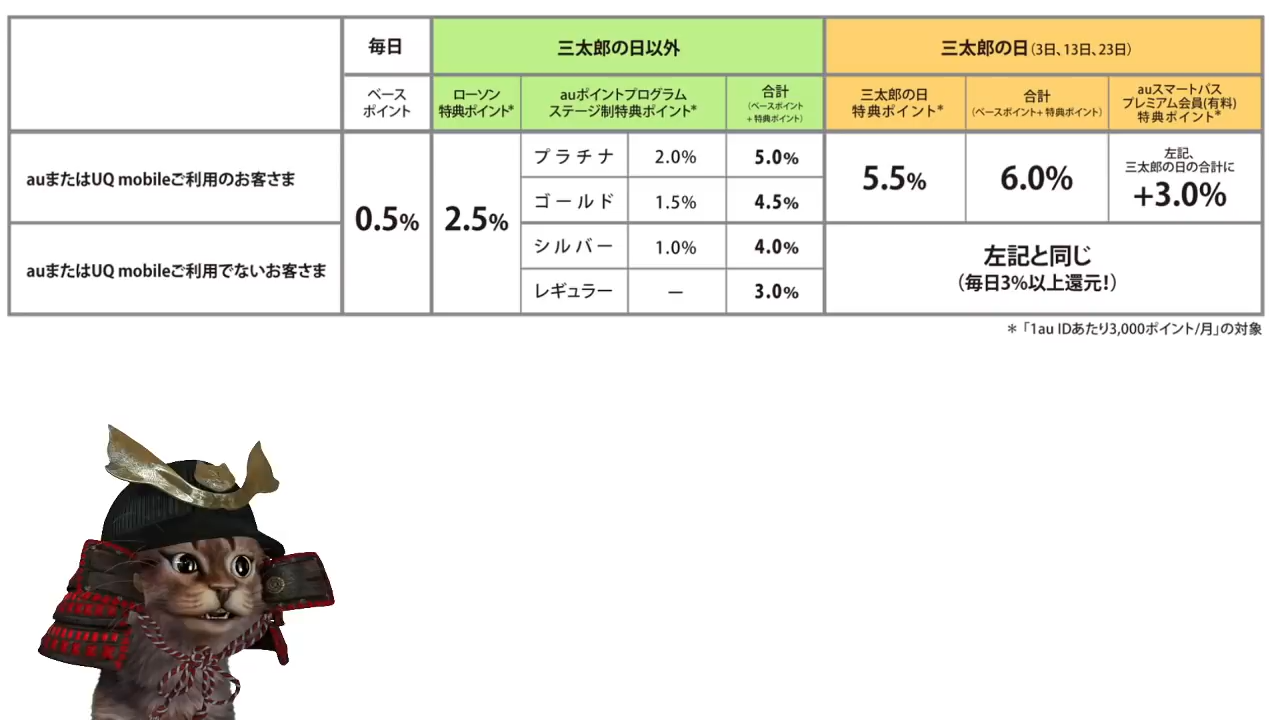 毎日
三太郎の日以外
三太郎の日(3日、13日、23日)
ベース
ポイント
ローソン
特典ポイント*
auポイントプログラム
ステージ制特典ポイント*
合計
(ベースポイント
+ 特典ポイント)
三太郎の日
特典ポイント*
合計
(ベースポイント+ 特典ポイント)
auスマートパス
プレミアム会員(有料)
特典ポイント*
auまたはUQ mobileご利用のお客さま
auまたはUQ mobileご利用でないお客さま
0.5%
2.5%
プラチナ 2.0% 5.0%
ゴールド 1.5% 4.5%
シルバー 1.0% 4.0%
レギュラー — 3.0%
5.5%
6.0%
左記、
三太郎の日の合計に
+3.0%
左記と同じ
(毎日3%以上還元!)
*「1au IDあたり3,000ポイント/月」の対象